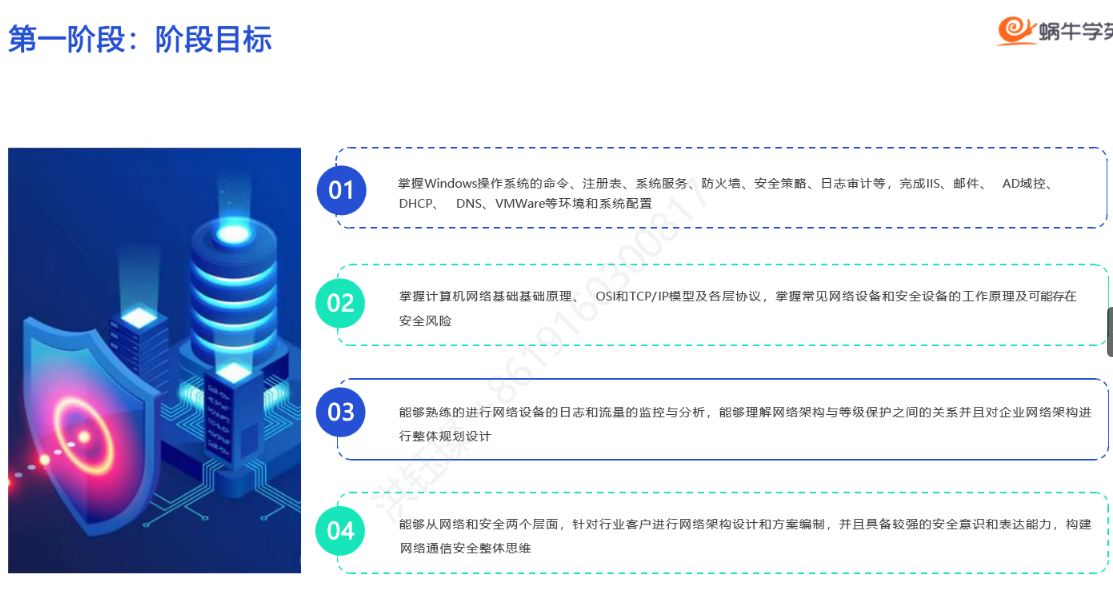 第一阶段：阶段目标
蜗牛学
01
掌握Windows操作系统的命令、注册表、系统服务、防火墙、安全策略、日志审计等，完成IIS、邮件、 AD域控、
DHCP、 DNS、VMWare等环境和系统配置
02
掌握计算机网络基础基础原理、 OSI和TCP/IP模型及各层协议，掌握常见网络设备和安全设备的工作原理及可能存在
安全风险
03
能够熟练的进行网络设备的日志和流量的监控与分析，能够理解网络架构与等级保护之间的关系并且对企业网络架构进
行整体规划设计
04
能够从网络和安全两个层面，针对行业客户进行网络架构设计和方案编制，并且具备较强的安全意识和表达能力，构建
网络通信安全整体思维